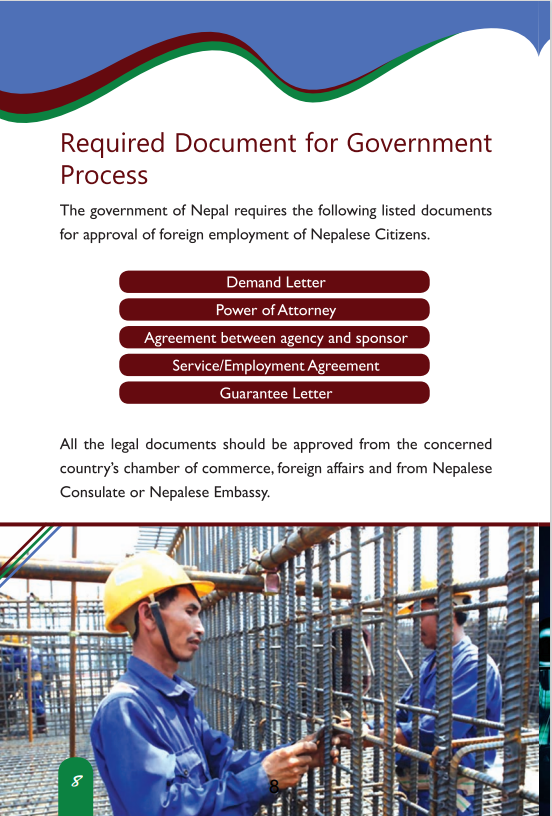 Required Document for Government
Process
The government of Nepal requires the following listed documents
for approval of foreign employment of Nepalese Citizens.
Demand Letter
Power of Attorney
Agreement between agency and sponsor
Service/Employment Agreement
Guarantee Letter
All the legal documents should be approved from the concerned
country's chamber of commerce, foreign affairs and from Nepalese
Consulate or Nepalese Embassy.
8
8